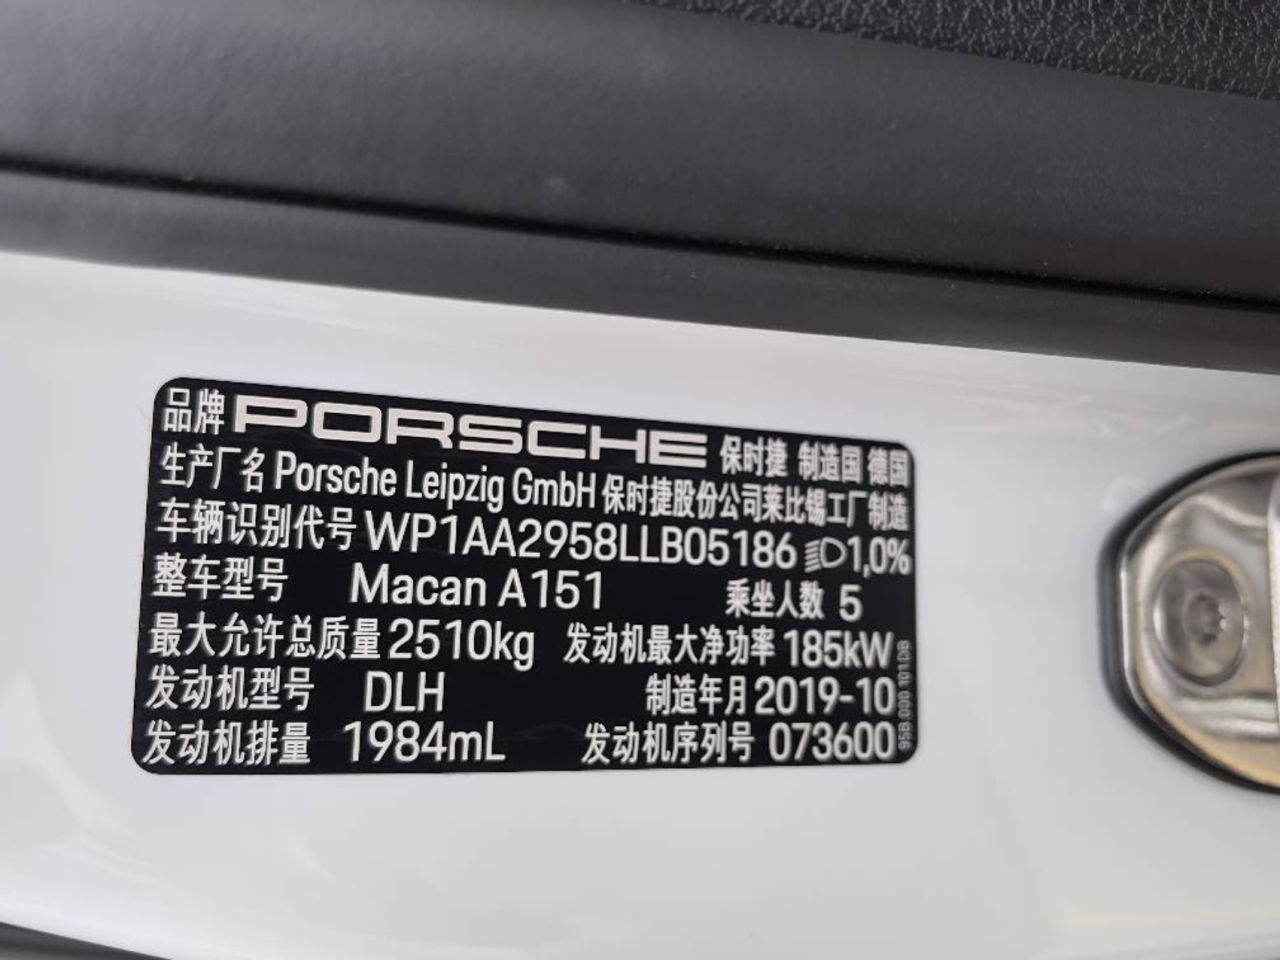 品牌 PORSCHE 保时捷 制造国 德国
生产厂名 Porsche Leipzig GmbH 保时捷股份公司莱比锡工厂制造
车辆识别代号 WP1AA2958LLB05186 1,0%
整车型号 Macan A151 乘坐人数 5
最大允许总质量 2510kg 发动机最大净功率 185kW
发动机型号 DLH 制造年月 2019-10
发动机排量 1984mL 发动机序列号 073600
95B.000.101.DB